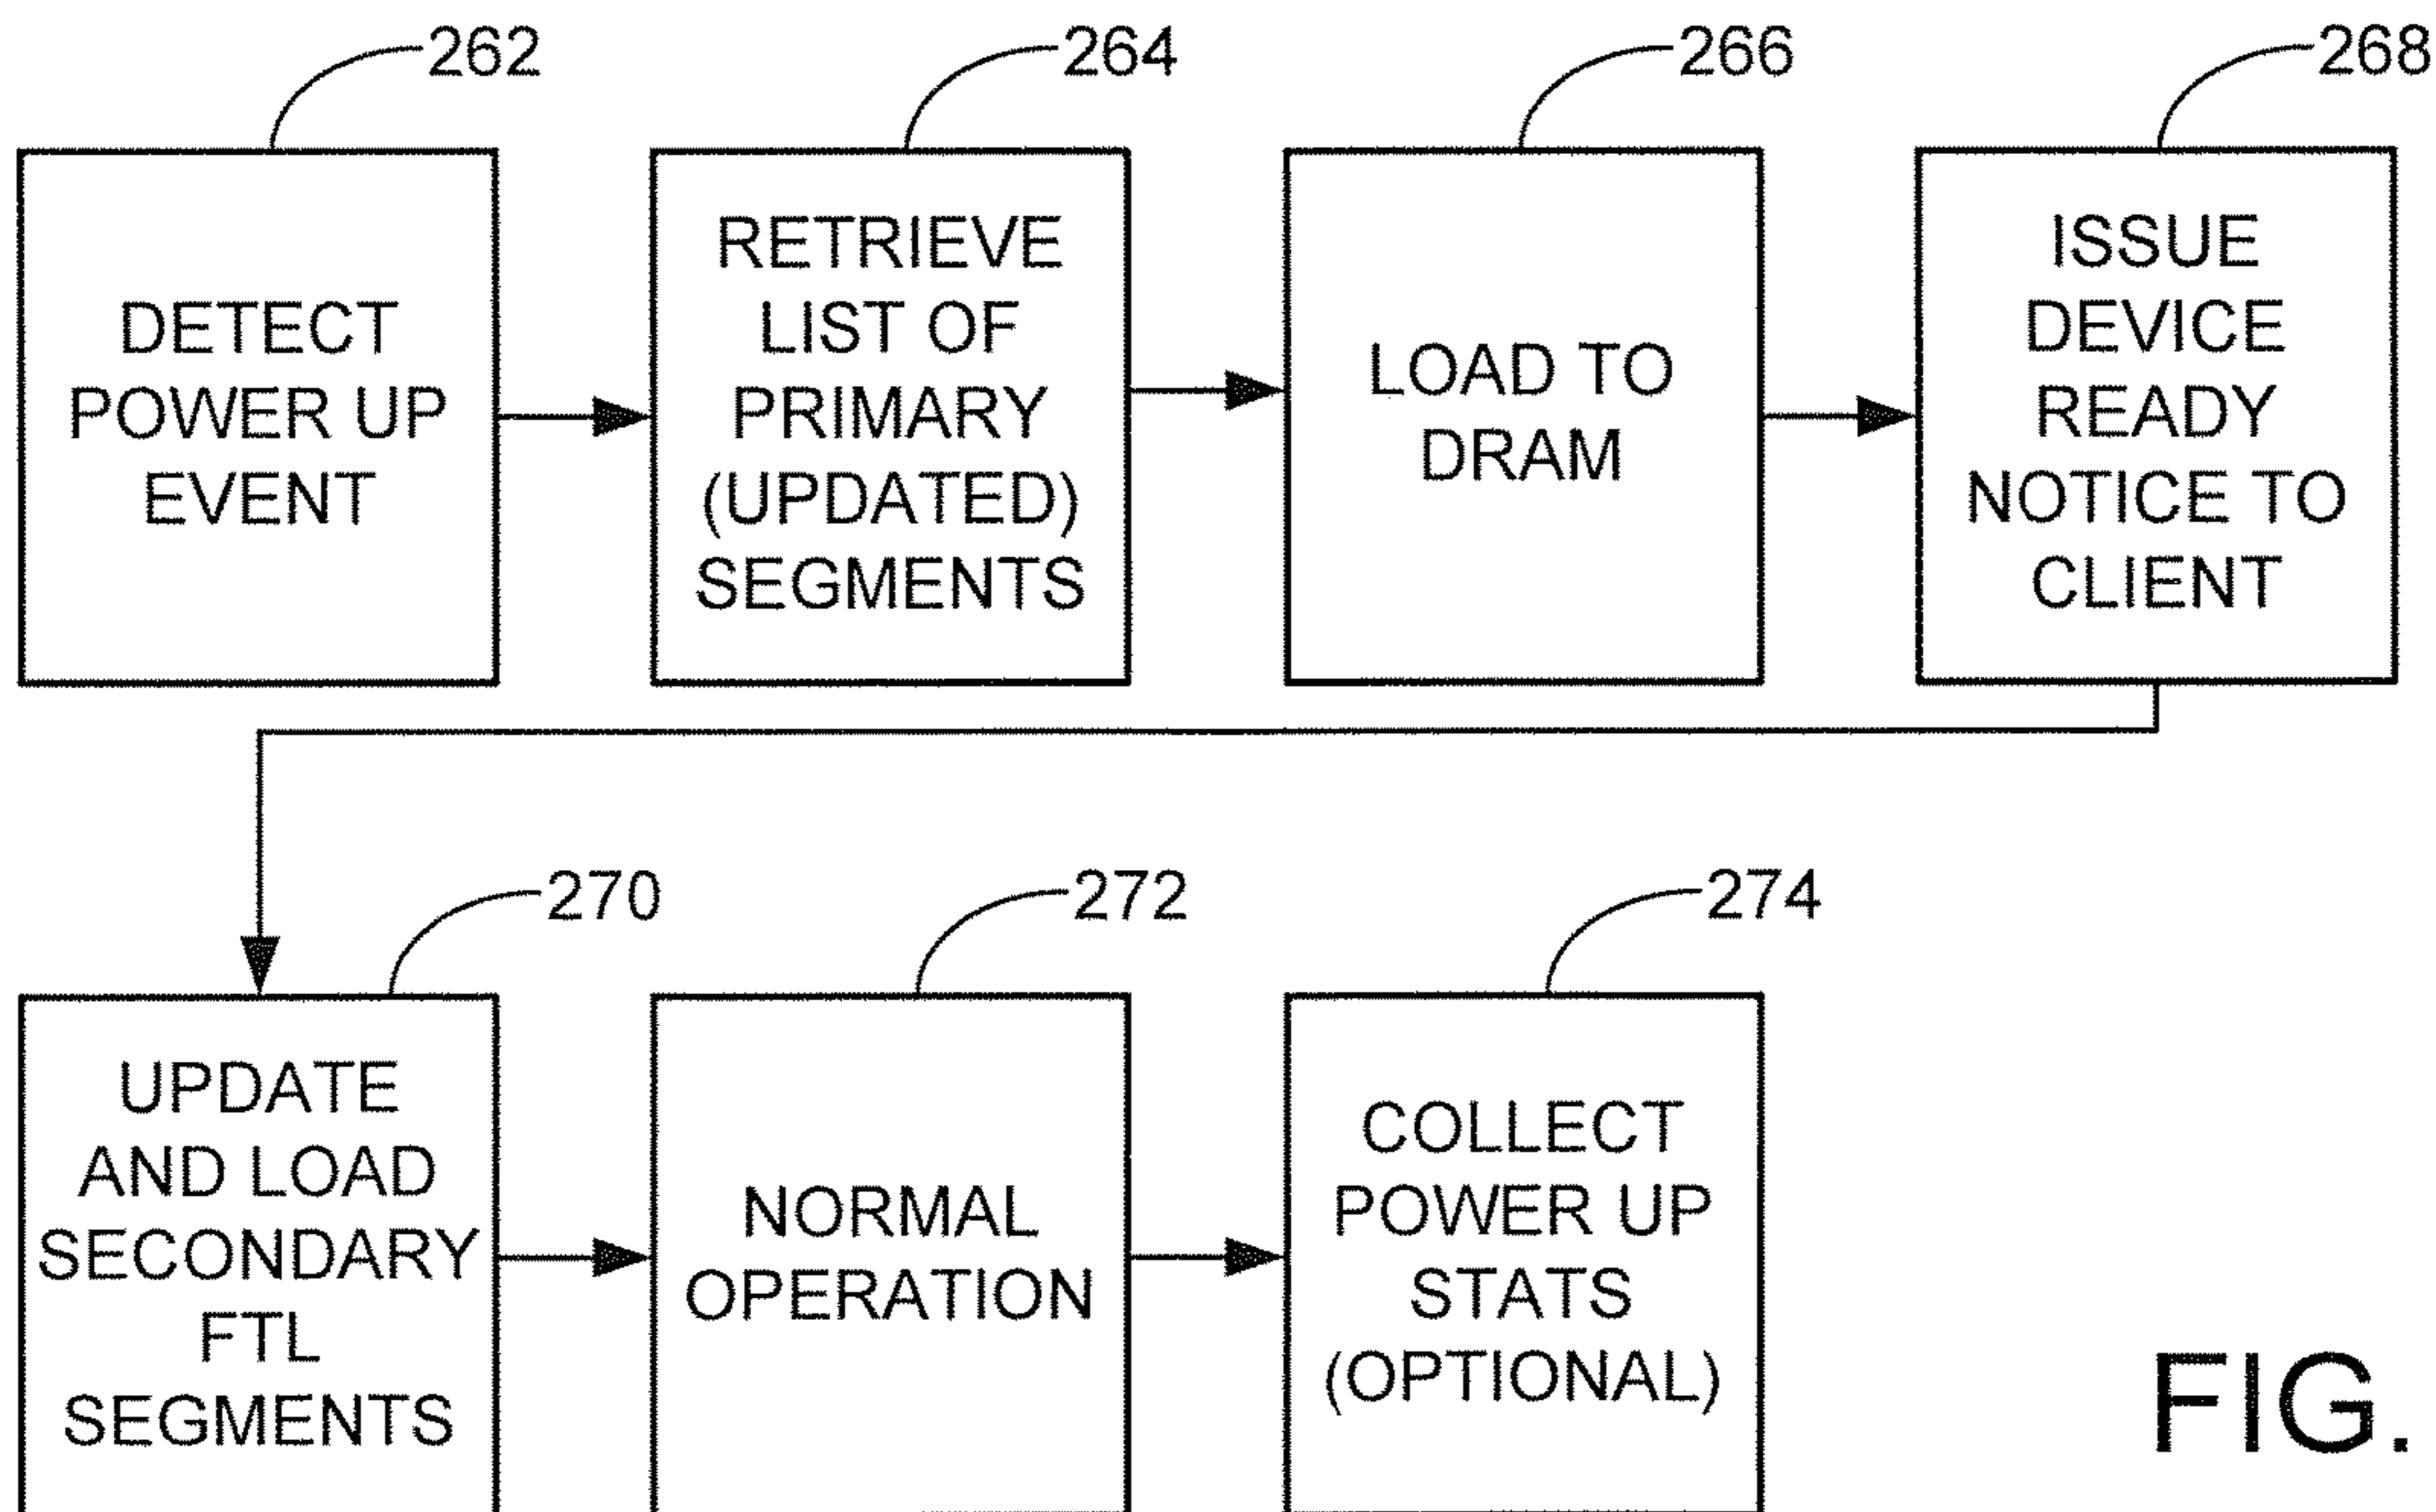 262
264
266
268
DETECT
POWER UP
EVENT
RETRIEVE
LIST OF
PRIMARY
(UPDATED)
SEGMENTS
LOAD TO
DRAM
ISSUE
DEVICE
READY
NOTICE TO
CLIENT
270
272
274
UPDATE
AND LOAD
SECONDARY
FTL
SEGMENTS
NORMAL
OPERATION
COLLECT
POWER UP
STATS
(OPTIONAL)
FIG.